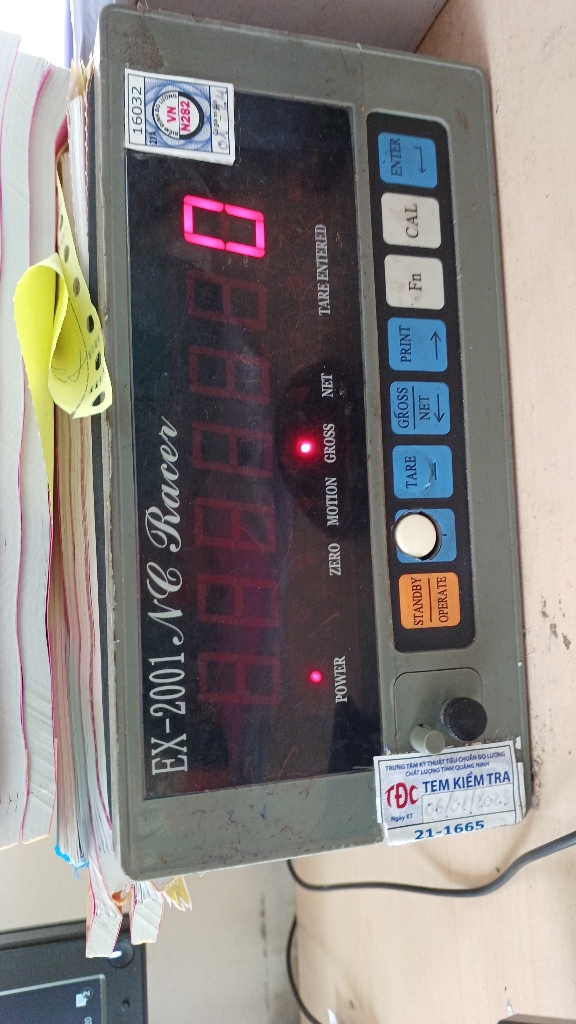 EX-2001 NC Racer
16032
VN
N282
0
POWER
ZERO MOTION GROSS NET TARE ENTERED
STANDBY
OPERATE
TARE
GROSS
NET ←
PRINT
→
Fn
CAL
ENTER
TRUNG TÂM KỸ THUẬT TIÊU CHUẨN ĐO LƯỜNG
CHẤT LƯỢNG TỈNH QUẢNG NINH
TĐC TEM KIỂM TRA
Ngày KT
21-1665